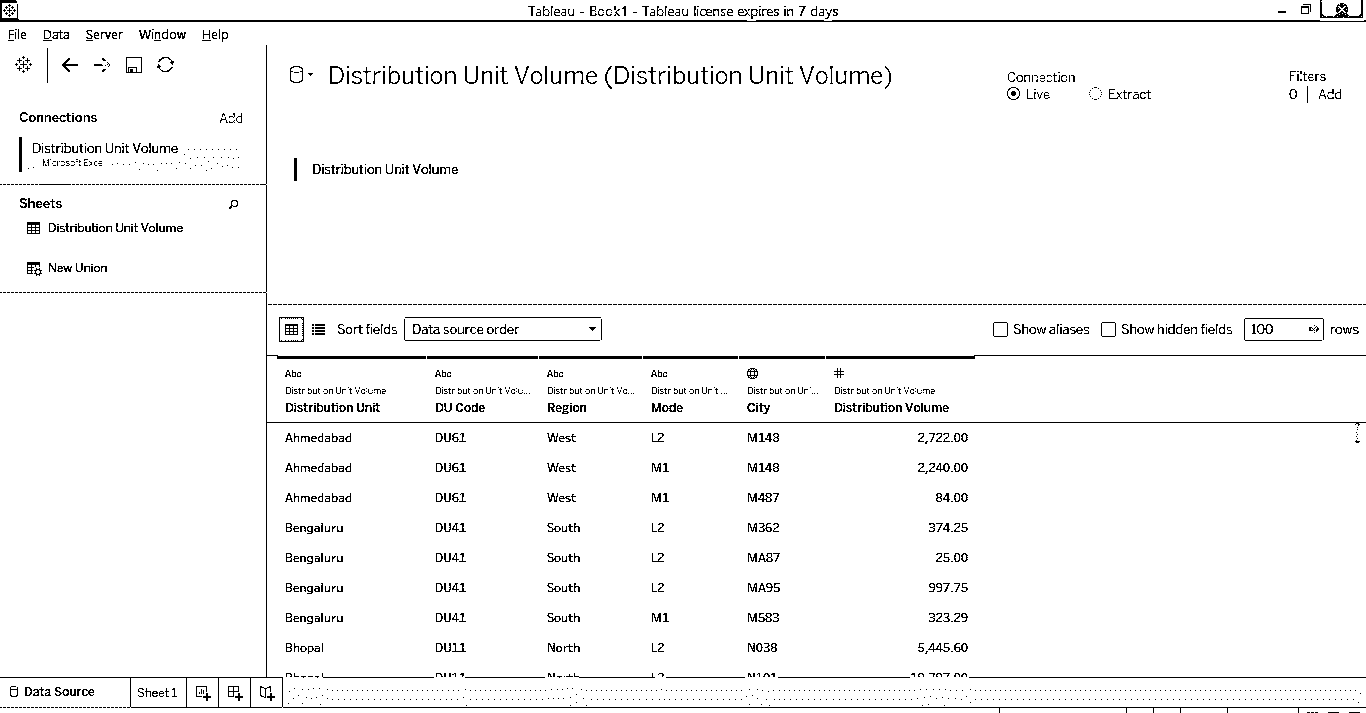 Tableau - Book1 - Tableau license expires in 7 days
File Data Server Window Help
Connections Add
Distribution Unit Volume
Microsoft Excel
Sheets
Distribution Unit Volume
New Union
Distribution Unit Volume (Distribution Unit Volume)
Connection
Live Extract
Filters
0 | Add
Distribution Unit Volume
Sort fields Data source order Show aliases Show hidden fields 100 rows
Abc Abc Abc Abc #
Distribution Unit Volume Distribution Unit Volu... Distribution Unit Vo... Distribution Unit ... Distribution Uni... Distribution Unit Volume
Distribution Unit DU Code Region Mode City Distribution Volume
Ahmedabad DU61 West L2 M148 2,722.00
Ahmedabad DU61 West M1 M148 2,240.00
Ahmedabad DU61 West M1 M487 84.00
Bengaluru DU41 South L2 M362 374.25
Bengaluru DU41 South L2 MA87 25.00
Bengaluru DU41 South L2 MA95 997.75
Bengaluru DU41 South M1 M583 323.29
Bhopal DU11 North L2 N038 5,445.60
Data Source Sheet 1